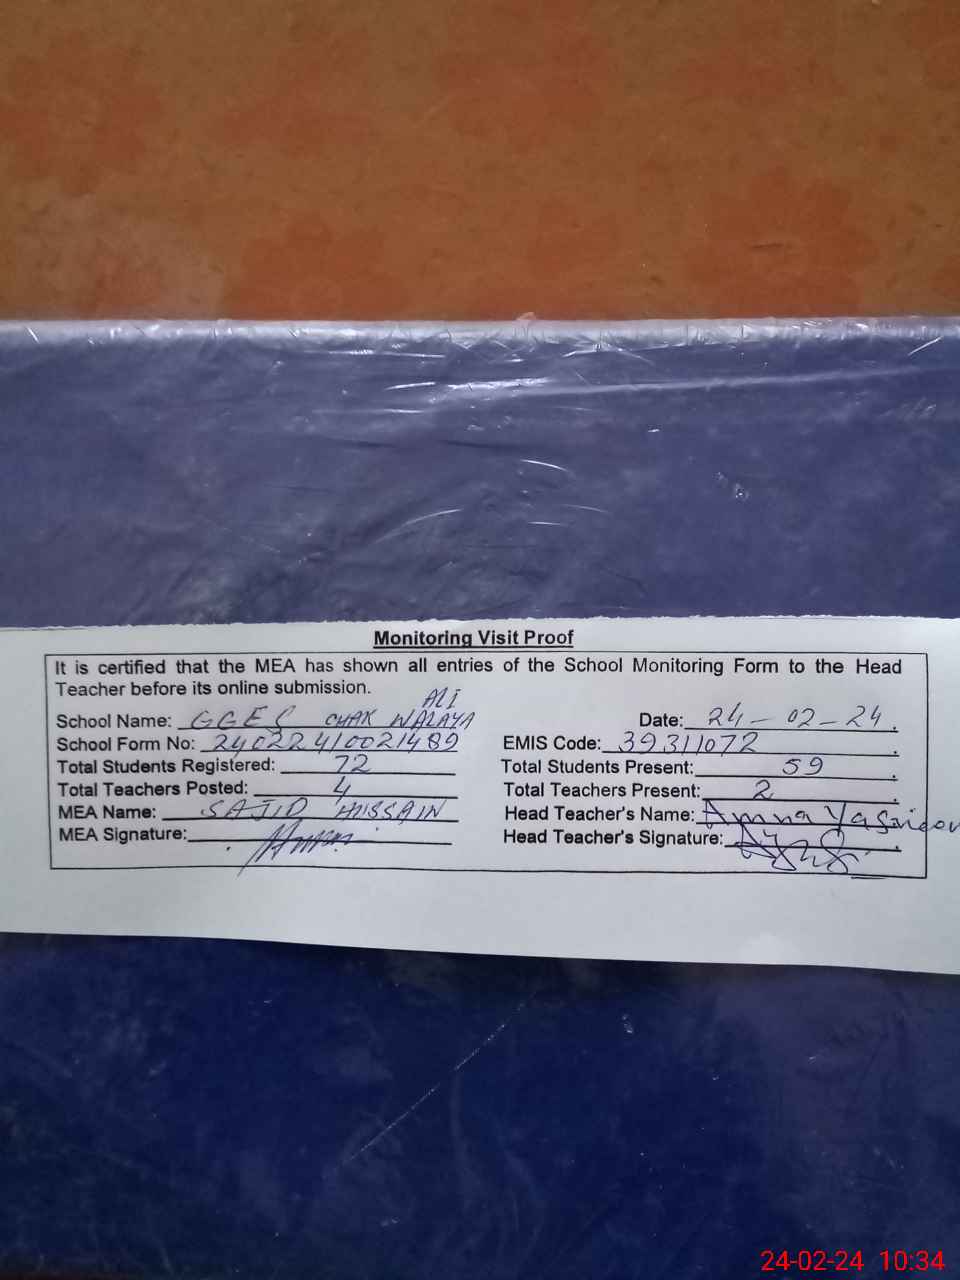 Monitoring Visit Proof
It is certified that the MEA has shown all entries of the School Monitoring Form to the Head
Teacher before its online submission.
ALI
School Name: GGES CHAK WALAYA Date: 24-02-24
School Form No: 24022410021489 EMIS Code: 39311072
Total Students Registered: 72 Total Students Present: 59
Total Teachers Posted: 4 Total Teachers Present: 2
MEA Name: SAJID HUSSAIN Head Teacher's Name: Amna
MEA Signature: Head Teacher's Signature:
24-02-24 10:34